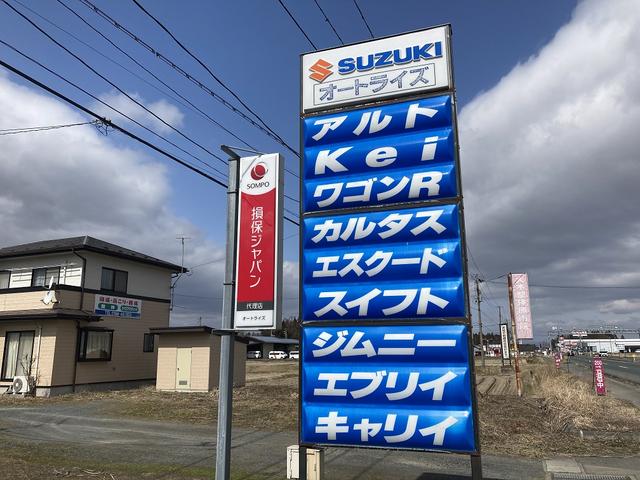 SUZUKI
オートライズ
アルト
Kei
ワゴンR
カルタス
エスクード
スイフト
ジムニー
エブリイ
キャリイ
SOMPO
損保ジャパン
代理店
オートライズ